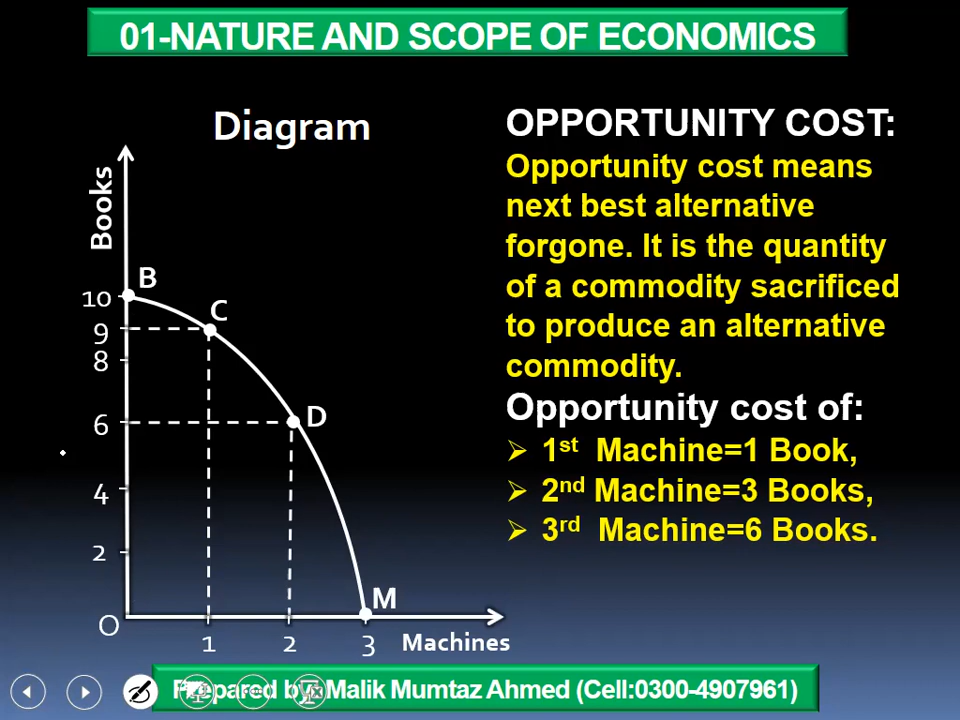 01-NATURE AND SCOPE OF ECONOMICS
Diagram
Books
B
10
C
9
8
D
6
4
2
M
O
1
2
3
Machines
OPPORTUNITY COST:
Opportunity cost means
next best alternative
forgone. It is the quantity
of a commodity sacrificed
to produce an alternative
commodity.
Opportunity cost of:
➢ 1st Machine=1 Book,
➢ 2nd Machine=3 Books,
➢ 3rd Machine=6 Books.
Prepared by Malik Mumtaz Ahmed (Cell:0300-4907961)